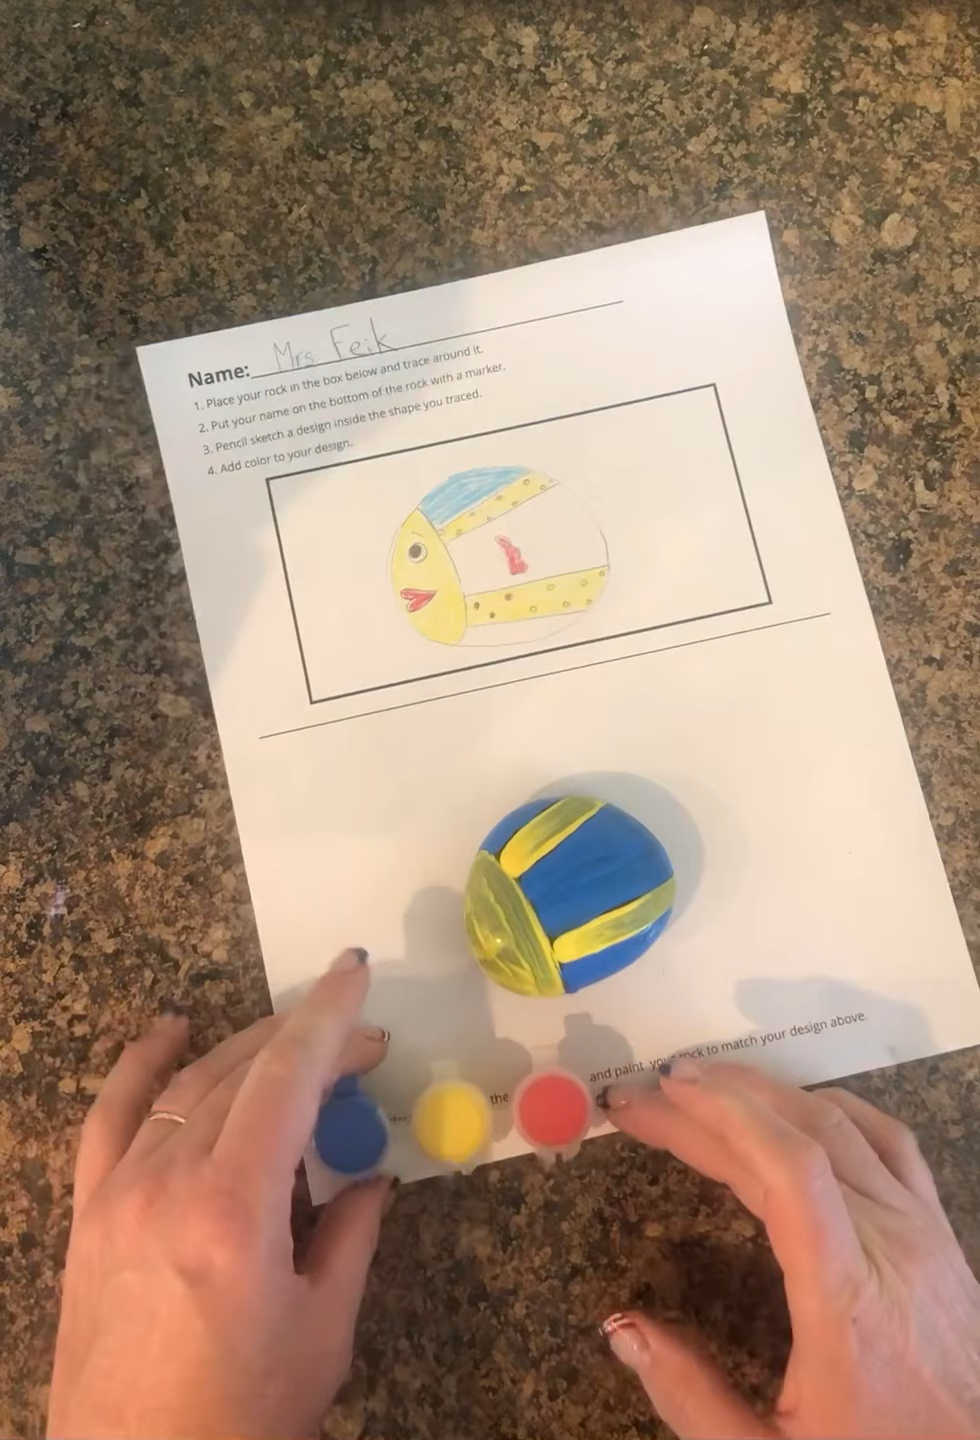 Name: Mrs. Feik
1. Place your rock in the box below and trace around it.
2. Put your name on the bottom of the rock with a marker.
3. Pencil sketch a design inside the shape you traced.
4. Add color to your design.
the and paint your rock to match your design above.